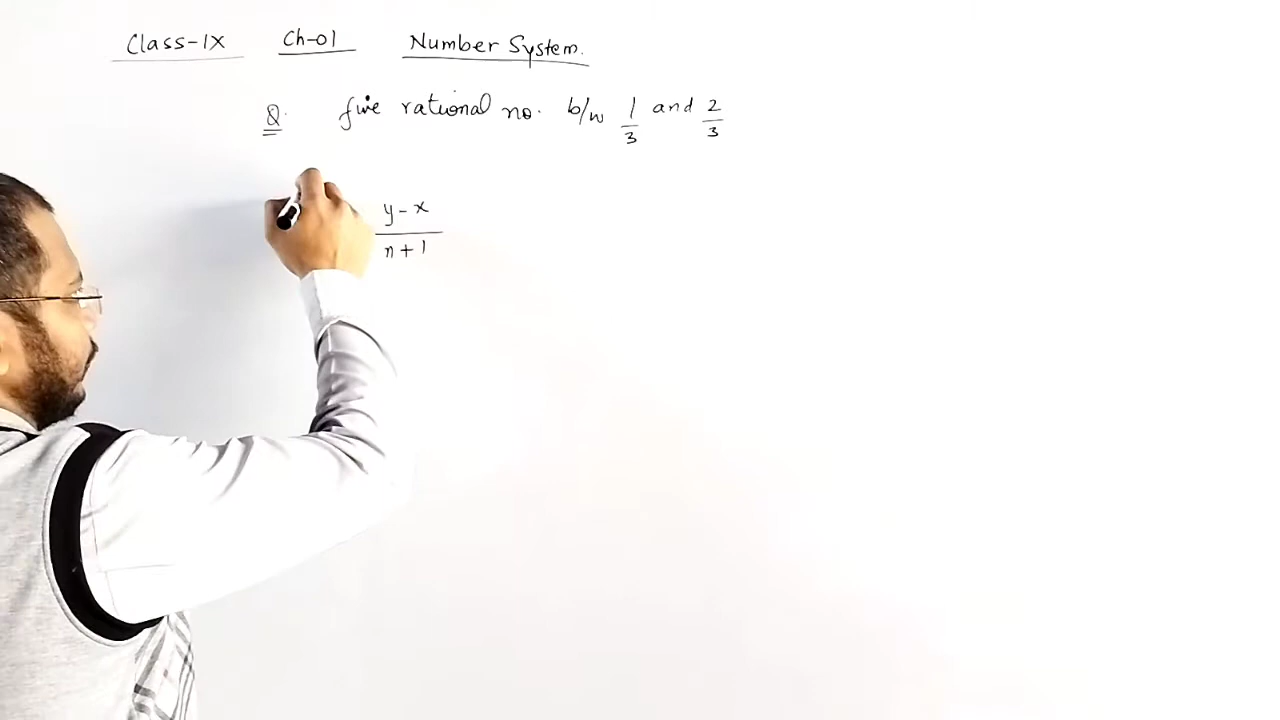 Class-IX Ch-01 Number System.
Q. five rational no. b/w 1/3 and 2/3
y-x
n+1